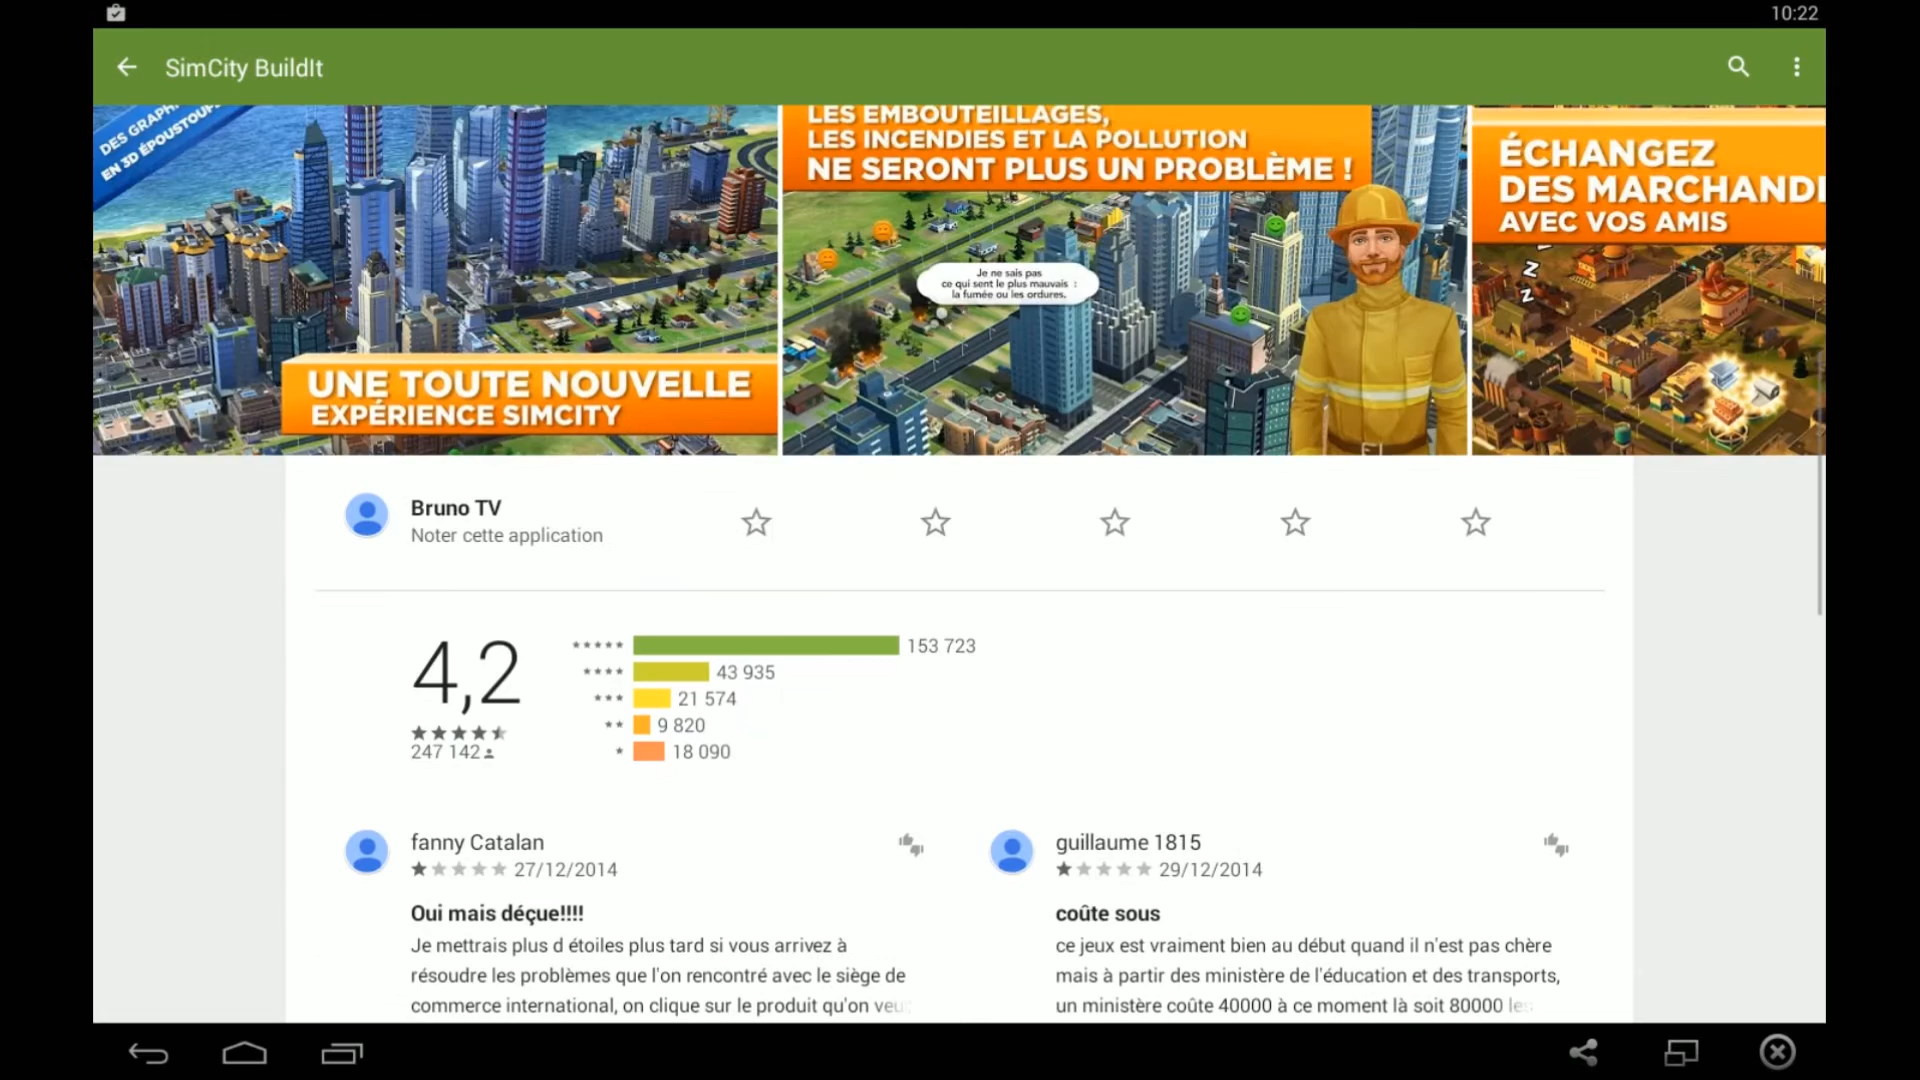 10:22
SimCity BuildIt
DES GRAPHI
EN 3D ÉPOUSTOUF
UNE TOUTE NOUVELLE
EXPÉRIENCE SIMCITY
LES EMBOUTEILLAGES,
LES INCENDIES ET LA POLLUTION
NE SERONT PLUS UN PROBLÈME !
Je ne sais pas
ce qui sent le plus mauvais :
la fumée ou les ordures.
ÉCHANGEZ
DES MARCHANDI
AVEC VOS AMIS
Z
Z
Bruno TV
Noter cette application
4,2
247 142
153 723
43 935
21 574
9 820
18 090
fanny Catalan
27/12/2014
Oui mais déçue!!!!
Je mettrais plus d étoiles plus tard si vous arrivez à
résoudre les problèmes que l'on rencontré avec le siège de
commerce international, on clique sur le produit qu'on veu
guillaume 1815
29/12/2014
coûte sous
ce jeux est vraiment bien au début quand il n'est pas chère
mais à partir des ministère de l'éducation et des transports,
un ministère coûte 40000 à ce moment là soit 80000 les